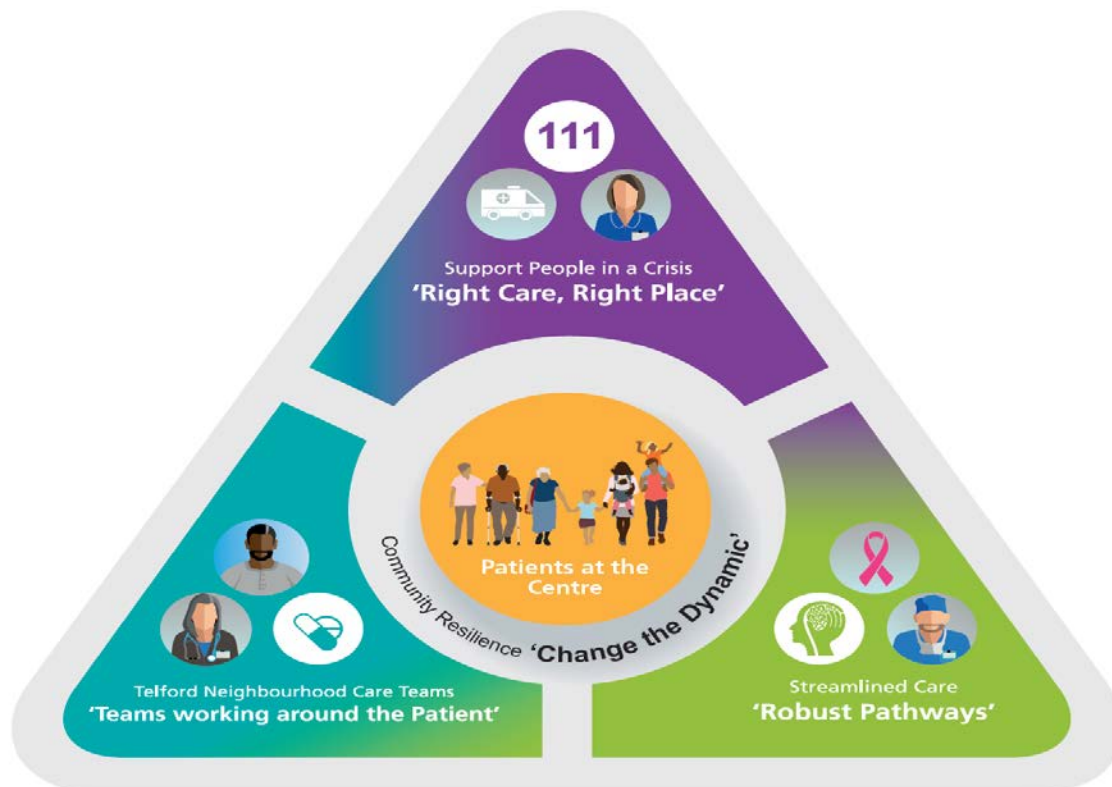 111
Support People in a Crisis
‘Right Care, Right Place’
Patients at the
Centre
Community Resilience ‘Change the Dynamic’
Telford Neighbourhood Care Teams
‘Teams working around the Patient’
Streamlined Care
‘Robust Pathways’